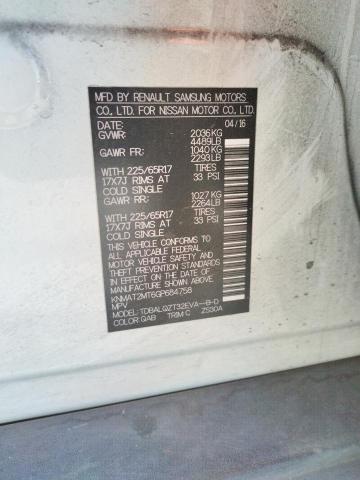 MFD BY RENAULT SAMSUNG MOTORS
CO., LTD. FOR NISSAN MOTOR CO., LTD.
DATE: 04/16
GVWR: 2036KG
4489LB
GAWR FR: 1040KG
2293LB
WITH 225/65R17 TIRES
17X7J RIMS AT 33 PSI
COLD SINGLE
GAWR RR: 1027KG
2264LB
WITH 225/65R17 TIRES
17X7J RIMS AT 33 PSI
COLD SINGLE
THIS VEHICLE CONFORMS TO
ALL APPLICABLE FEDERAL
MOTOR VEHICLE SAFETY AND
THEFT PREVENTION STANDARDS
IN EFFECT ON THE DATE OF
MANUFACTURE SHOWN ABOVE.
KNMAT2MT6GP684758
MPV
MODEL: TDBALQZT32EVA-B-D
COLOR: QAB TRIM: C Z530A